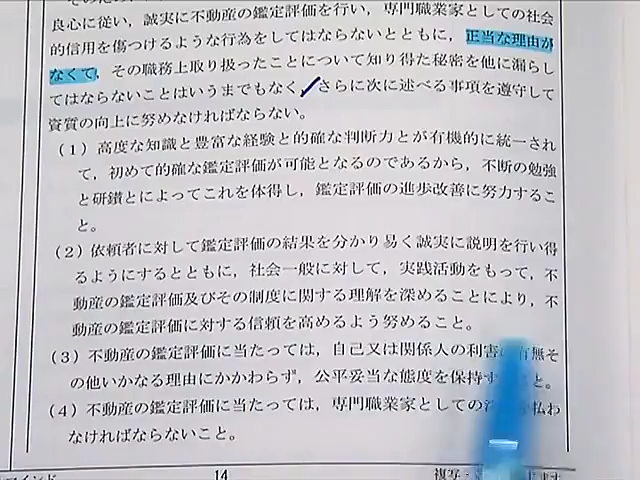 良心に従い，誠実に不動産の鑑定評価を行い，専門職業家としての社会
的信用を傷つけるような行為をしてはならないとともに，正当な理由が
なくて，その職務上取り扱ったことについて知り得た秘密を他に漏らし
てはならないことはいうまでもなく，さらに次に述べる事項を遵守して
資質の向上に努めなければならない。
（1）高度な知識と豊富な経験と的確な判断力とが有機的に統一され
て，初めて的確な鑑定評価が可能となるのであるから，不断の勉強
と研鑚とによってこれを体得し，鑑定評価の進歩改善に努力するこ
と。
（2）依頼者に対して鑑定評価の結果を分かり易く誠実に説明を行い得
るようにするとともに，社会一般に対して，実践活動をもって，不
動産の鑑定評価及びその制度に関する理解を深めることにより，不
動産の鑑定評価に対する信頼を高めるよう努めること。
（3）不動産の鑑定評価に当たっては，自己又は関係人の利害 有無そ
の他いかなる理由にかかわらず，公平妥当な態度を保持す と。
（4）不動産の鑑定評価に当たっては，専門職業家としての 払わ
なければならないこと。
14
複写